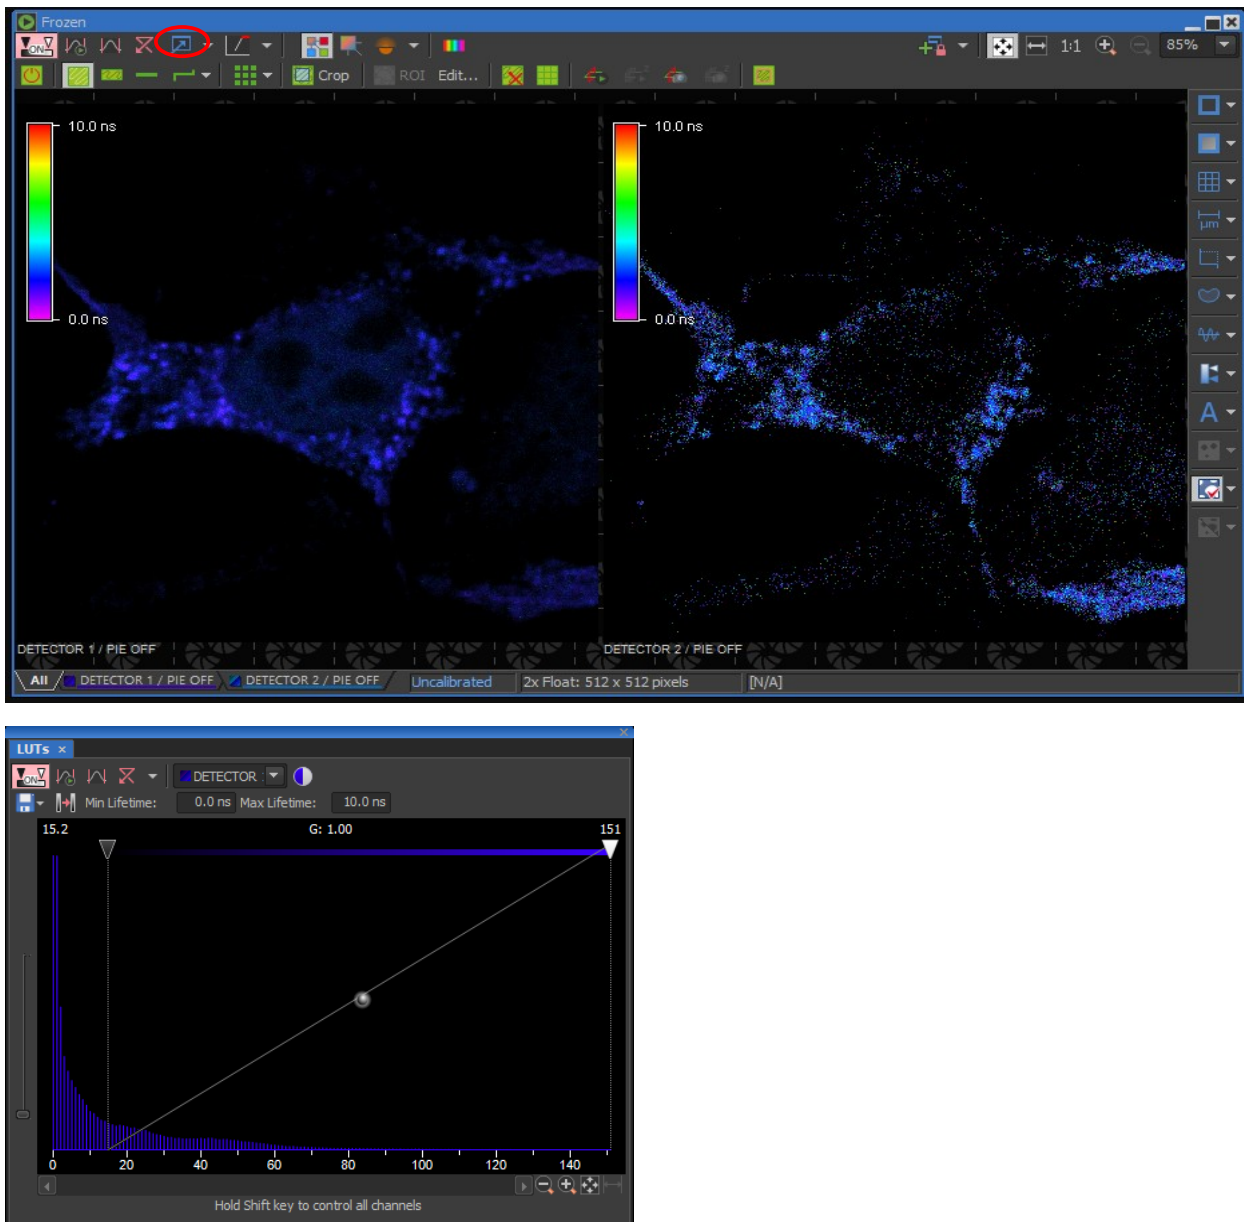 Frozen
ON
1:1
85%
Crop
ROI
Edit...
10.0 ns
10.0 ns
0.0 ns
0.0 ns
µm
A
DETECTOR 1 / PIE OFF
DETECTOR 2 / PIE OFF
All
DETECTOR 1 / PIE OFF
DETECTOR 2 / PIE OFF
Uncalibrated
2x Float: 512 x 512 pixels
[N/A]
LUTs ×
ON
DETECTOR
Min Lifetime: 0.0 ns Max Lifetime: 10.0 ns
15.2 G: 1.00 151
0 20 40 60 80 100 120 140
Hold Shift key to control all channels